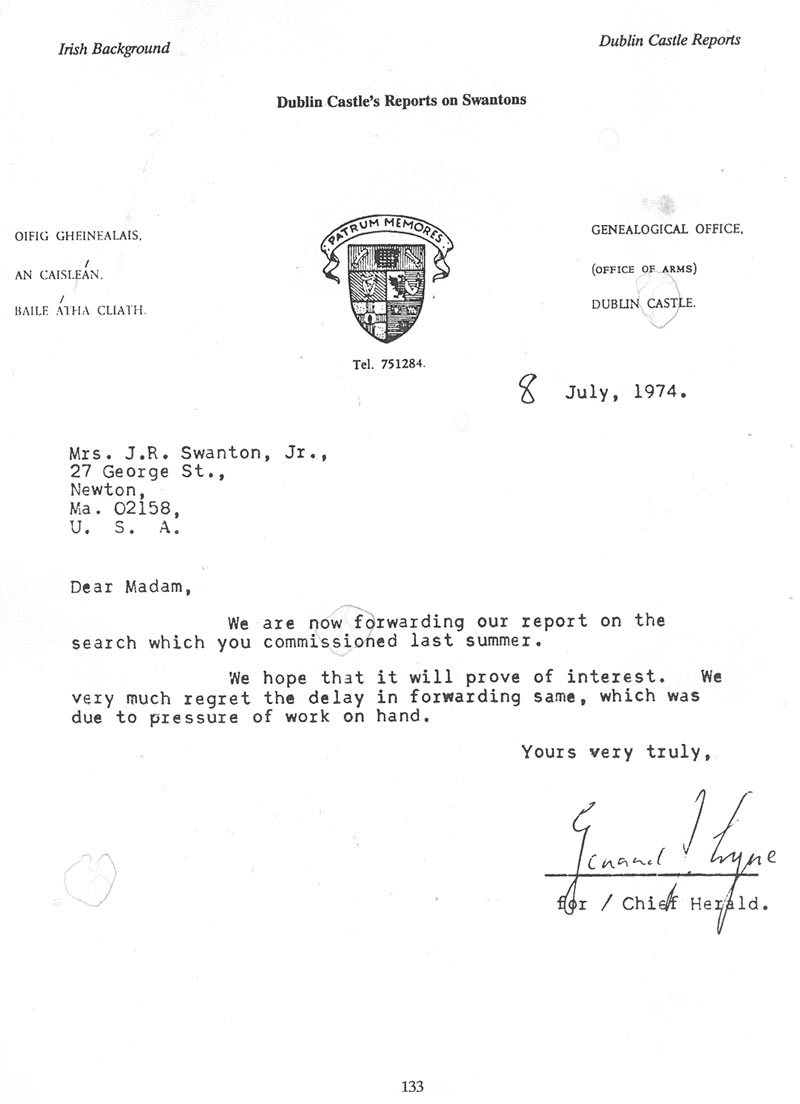 Irish Background
Dublin Castle Reports
Dublin Castle's Reports on Swantons
OIFIG GHEINEALAIS,
AN CAISLEÁN,
BAILE ÁTHA CLIATH.
PATRUM MEMORES
Tel. 751284.
GENEALOGICAL OFFICE,
(OFFICE OF ARMS)
DUBLIN CASTLE.
8 July, 1974.
Mrs. J.R. Swanton, Jr.,
27 George St.,
Newton,
Ma. 02158,
U. S. A.
Dear Madam,
We are now forwarding our report on the
search which you commissioned last summer.
We hope that it will prove of interest. We
very much regret the delay in forwarding same, which was
due to pressure of work on hand.
Yours very truly,
Lyne
for / Chief Herald.
133